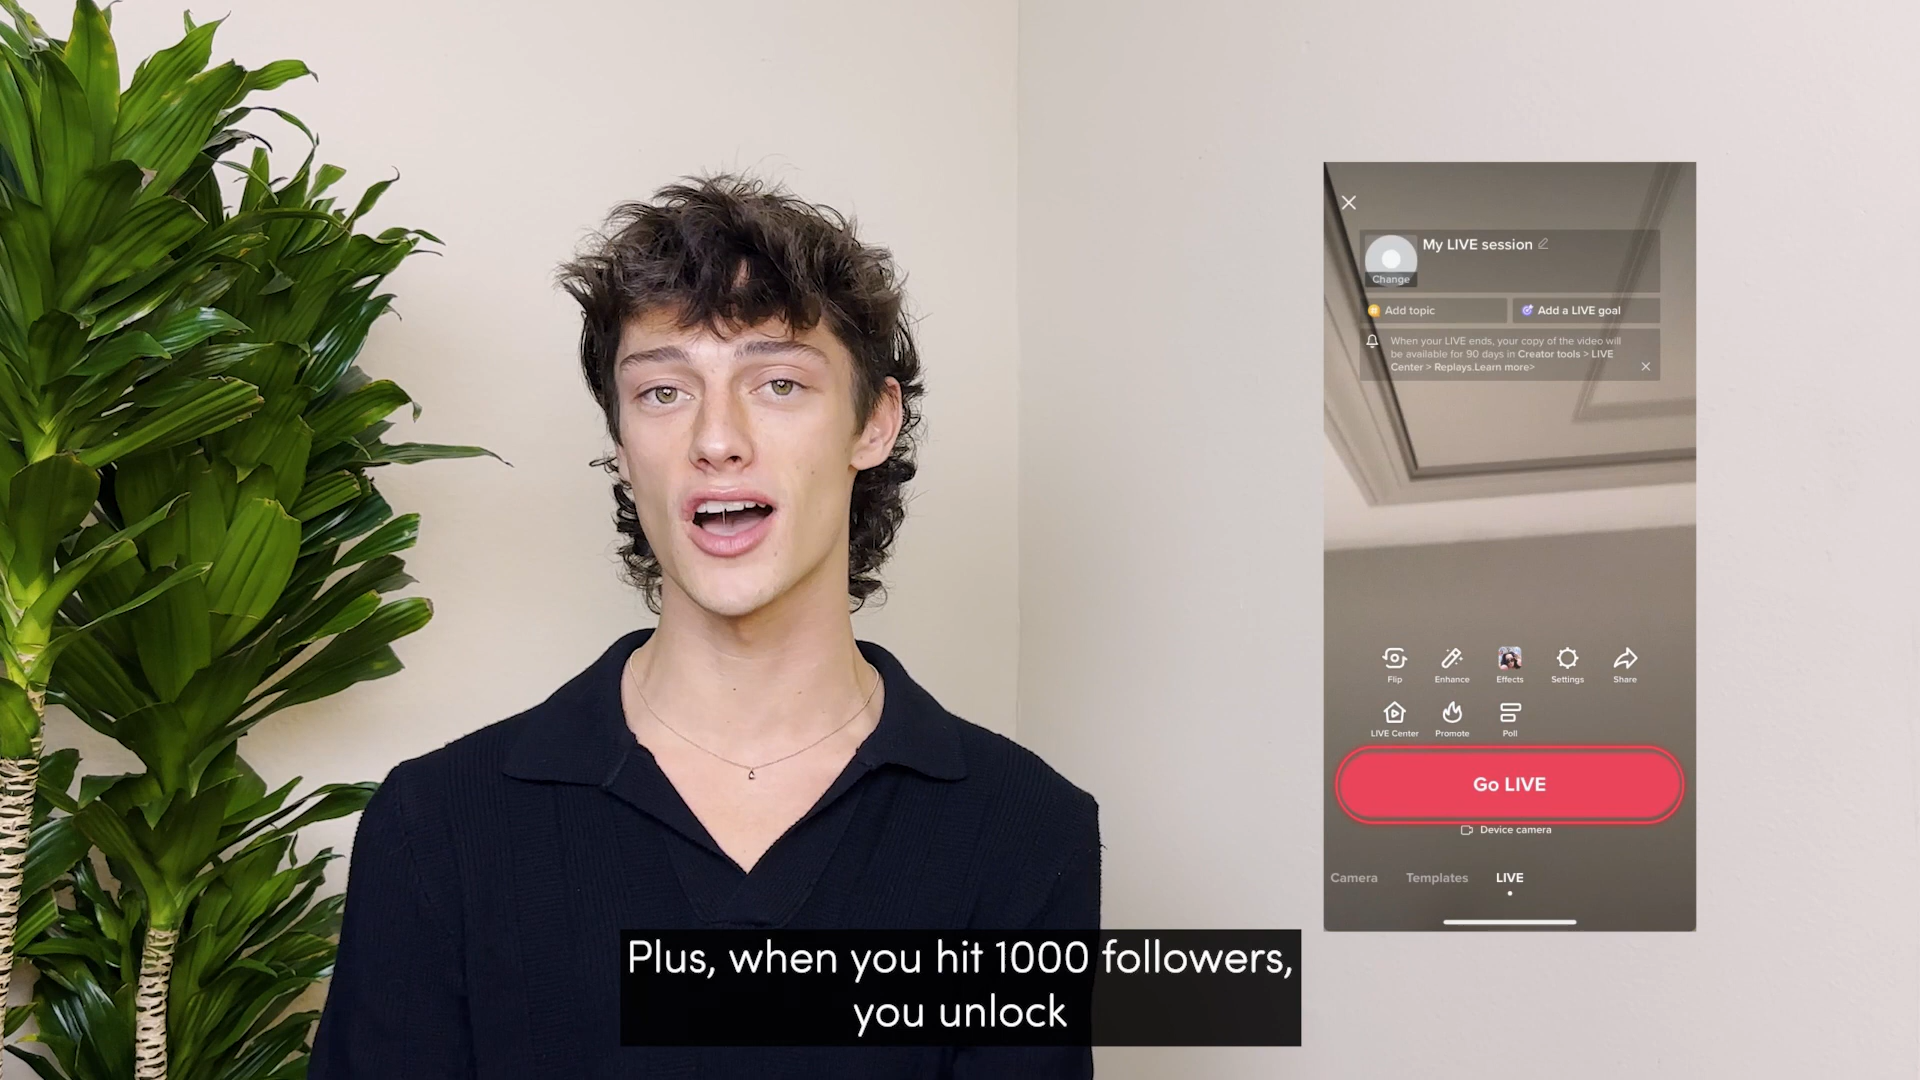 My LIVE session
Change
Add topic
Add a LIVE goal
When your LIVE ends, your copy of the video will
be available for 90 days in Creator tools > LIVE
Center > Replays.Learn more>
Flip
Enhance
Effects
Settings
Share
LIVE Center
Promote
Poll
Go LIVE
Device camera
Camera
Templates
LIVE
Plus, when you hit 1000 followers,
you unlock